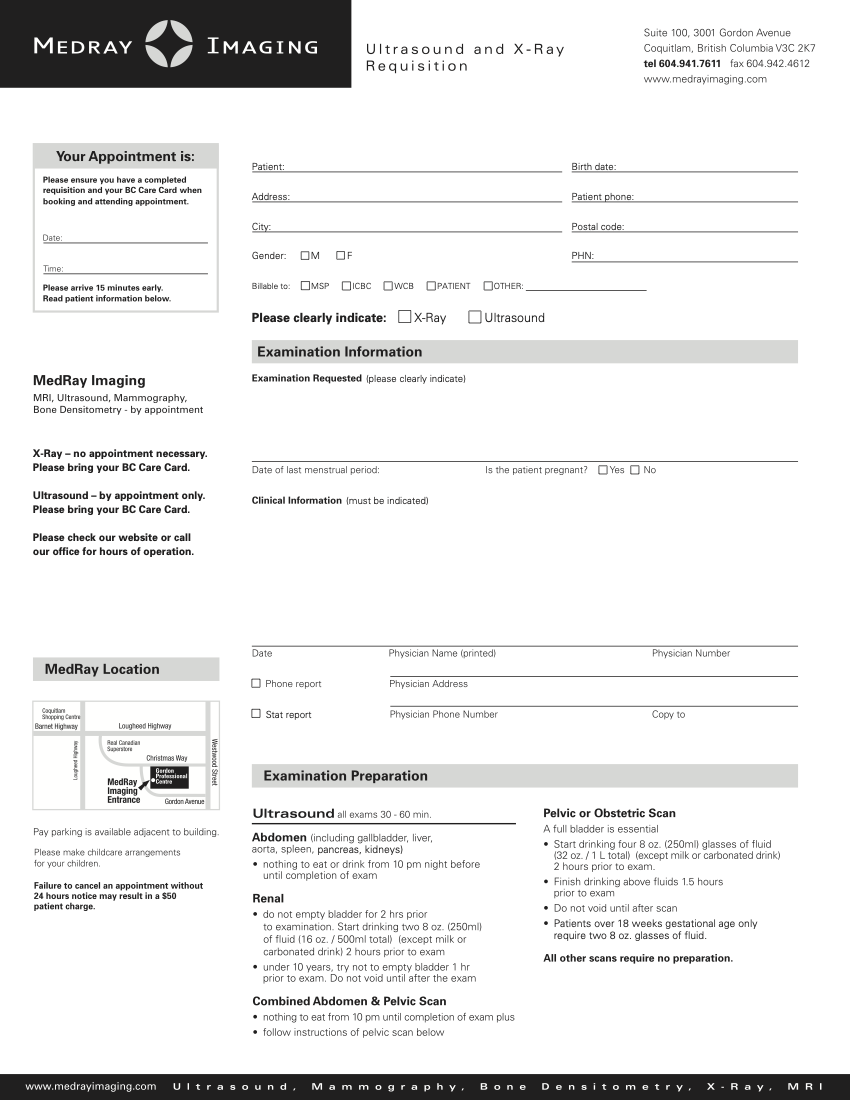 MEDRAY IMAGING
Ultrasound and X-Ray
Requisition
Suite 100, 3001 Gordon Avenue
Coquitlam, British Columbia V3C 2K7
tel 604.941.7611 fax 604.942.4612
www.medrayimaging.com
Your Appointment is:
Please ensure you have a completed
requisition and your BC Care Card when
booking and attending appointment.
Date:
Time:
Please arrive 15 minutes early.
Read patient information below.
Patient:
Birth date:
Address:
Patient phone:
City:
Postal code:
Gender: M F
PHN:
Billable to: MSP ICBC WCB PATIENT OTHER:
Please clearly indicate: X-Ray Ultrasound
Examination Information
Examination Requested (please clearly indicate)
Date of last menstrual period:
Is the patient pregnant? Yes No
Clinical Information (must be indicated)
Date
Physician Name (printed)
Physician Number
Phone report
Physician Address
Stat report
Physician Phone Number
Copy to
MedRay Imaging
MRI, Ultrasound, Mammography,
Bone Densitometry - by appointment
X-Ray – no appointment necessary.
Please bring your BC Care Card.
Ultrasound – by appointment only.
Please bring your BC Care Card.
Please check our website or call
our office for hours of operation.
MedRay Location
Coquitlam
Shopping Centre
Barnet Highway
Lougheed Highway
Lougheed Highway
Real Canadian
Superstore
Christmas Way
Westwood Street
Gordon
Professional
Centre
MedRay
Imaging
Entrance
Gordon Avenue
Pay parking is available adjacent to building.
Please make childcare arrangements
for your children.
Failure to cancel an appointment without
24 hours notice may result in a $50
patient charge.
Examination Preparation
Ultrasound all exams 30 - 60 min.
Abdomen (including gallbladder, liver,
aorta, spleen, pancreas, kidneys)
• nothing to eat or drink from 10 pm night before
until completion of exam
Renal
• do not empty bladder for 2 hrs prior
to examination. Start drinking two 8 oz. (250ml)
of fluid (16 oz. / 500ml total) (except milk or
carbonated drink) 2 hours prior to exam
• under 10 years, try not to empty bladder 1 hr
prior to exam. Do not void until after the exam
Combined Abdomen & Pelvic Scan
• nothing to eat from 10 pm until completion of exam plus
• follow instructions of pelvic scan below
Pelvic or Obstetric Scan
A full bladder is essential
• Start drinking four 8 oz. (250ml) glasses of fluid
(32 oz. / 1 L total) (except milk or carbonated drink)
2 hours prior to exam.
• Finish drinking above fluids 1.5 hours
prior to exam
• Do not void until after scan
• Patients over 18 weeks gestational age only
require two 8 oz. glasses of fluid.
All other scans require no preparation.
www.medrayimaging.com Ultrasound, Mammography, Bone Densitometry, X-Ray, MRI